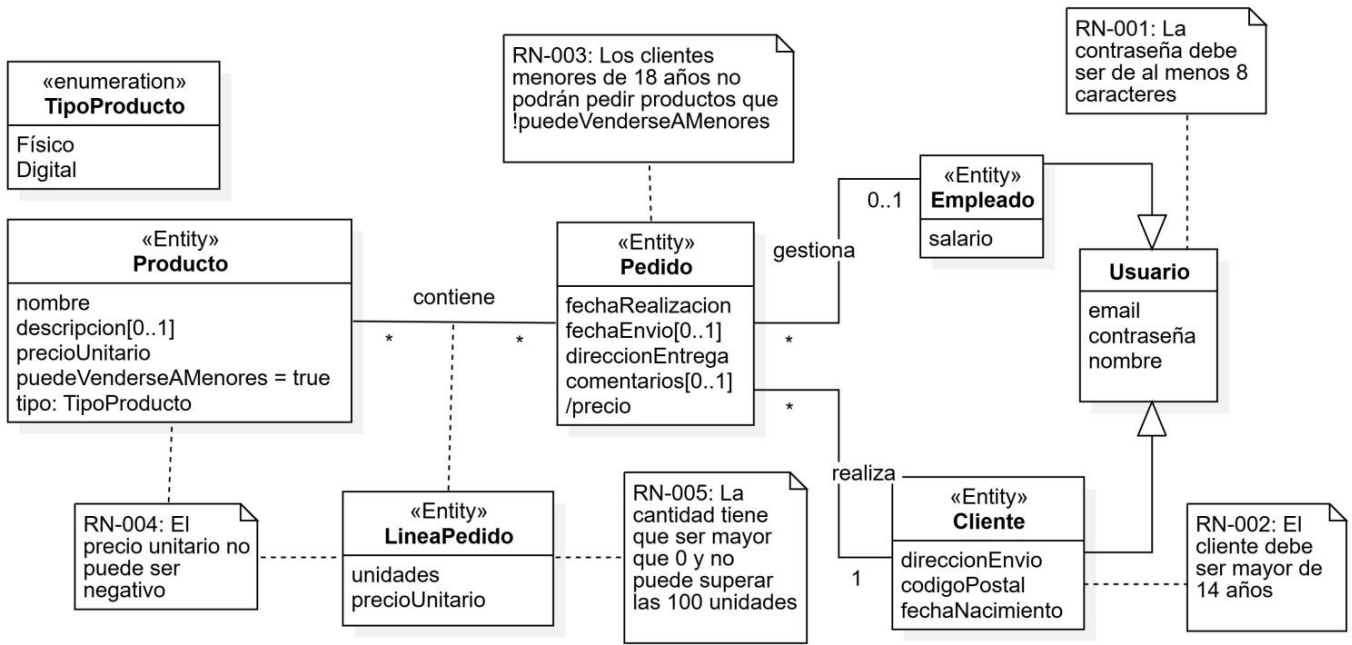 «enumeration»
TipoProducto
Físico
Digital
RN-003: Los clientes
menores de 18 años no
podrán pedir productos que
!puedeVenderseAMenores
RN-001: La
contraseña debe
ser de al menos 8
caracteres
«Entity»
Empleado
salario
0..1
gestiona
*
Usuario
email
contraseña
nombre
«Entity»
Producto
nombre
descripcion[0..1]
precioUnitario
puedeVenderseAMenores = true
tipo: TipoProducto
contiene
*
*
«Entity»
Pedido
fechaRealizacion
fechaEnvio[0..1]
direccionEntrega
comentarios[0..1]
/precio
*
realiza
1
RN-004: El
precio unitario no
puede ser
negativo
«Entity»
LineaPedido
unidades
precioUnitario
RN-005: La
cantidad tiene
que ser mayor
que 0 y no
puede superar
las 100 unidades
«Entity»
Cliente
direccionEnvio
codigoPostal
fechaNacimiento
RN-002: El
cliente debe
ser mayor de
14 años